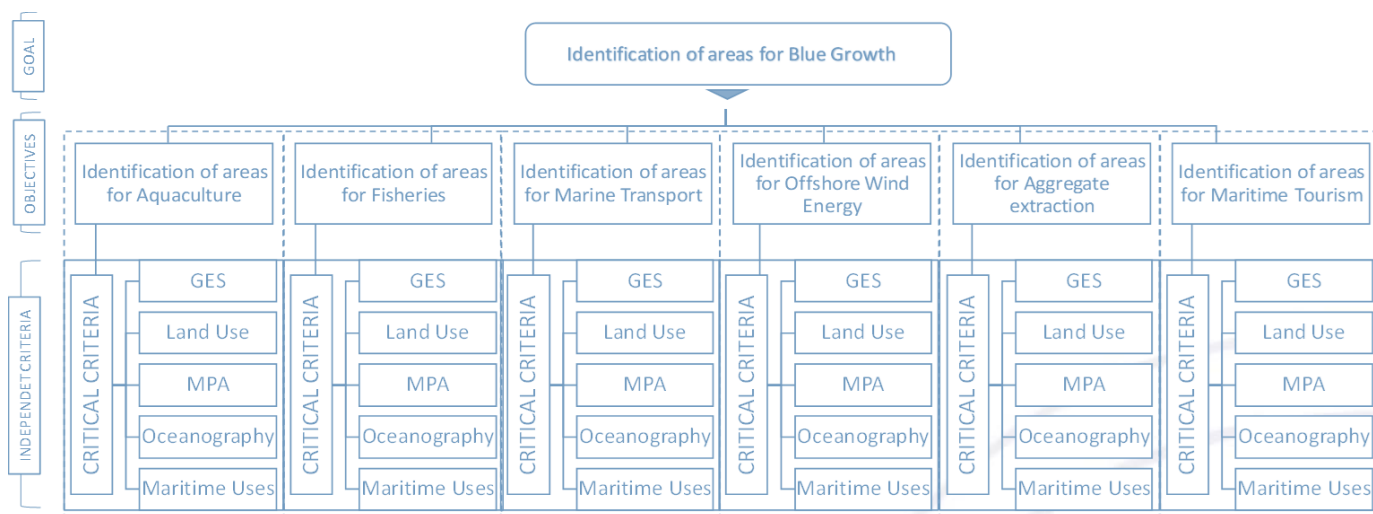 GOAL
Identification of areas for Blue Growth
OBJECTIVES
Identification of areas
for Aquaculture
Identification of areas
for Fisheries
Identification of areas
for Marine Transport
Identification of areas
for Offshore Wind
Energy
Identification of areas
for Aggregate
extraction
Identification of areas
for Maritime Tourism
INDEPENDET CRITERIA
CRITICAL CRITERIA
GES
Land Use
MPA
Oceanography
Maritime Uses
CRITICAL CRITERIA
GES
Land Use
MPA
Oceanography
Maritime Uses
CRITICAL CRITERIA
GES
Land Use
MPA
Oceanography
Maritime Uses
CRITICAL CRITERIA
GES
Land Use
MPA
Oceanography
Maritime Uses
CRITICAL CRITERIA
GES
Land Use
MPA
Oceanography
Maritime Uses
CRITICAL CRITERIA
GES
Land Use
MPA
Oceanography
Maritime Uses